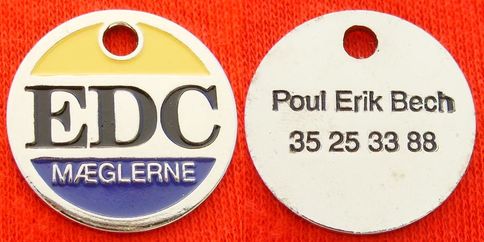 EDC
MÆGLERNE
Poul Erik Bech
35 25 33 88